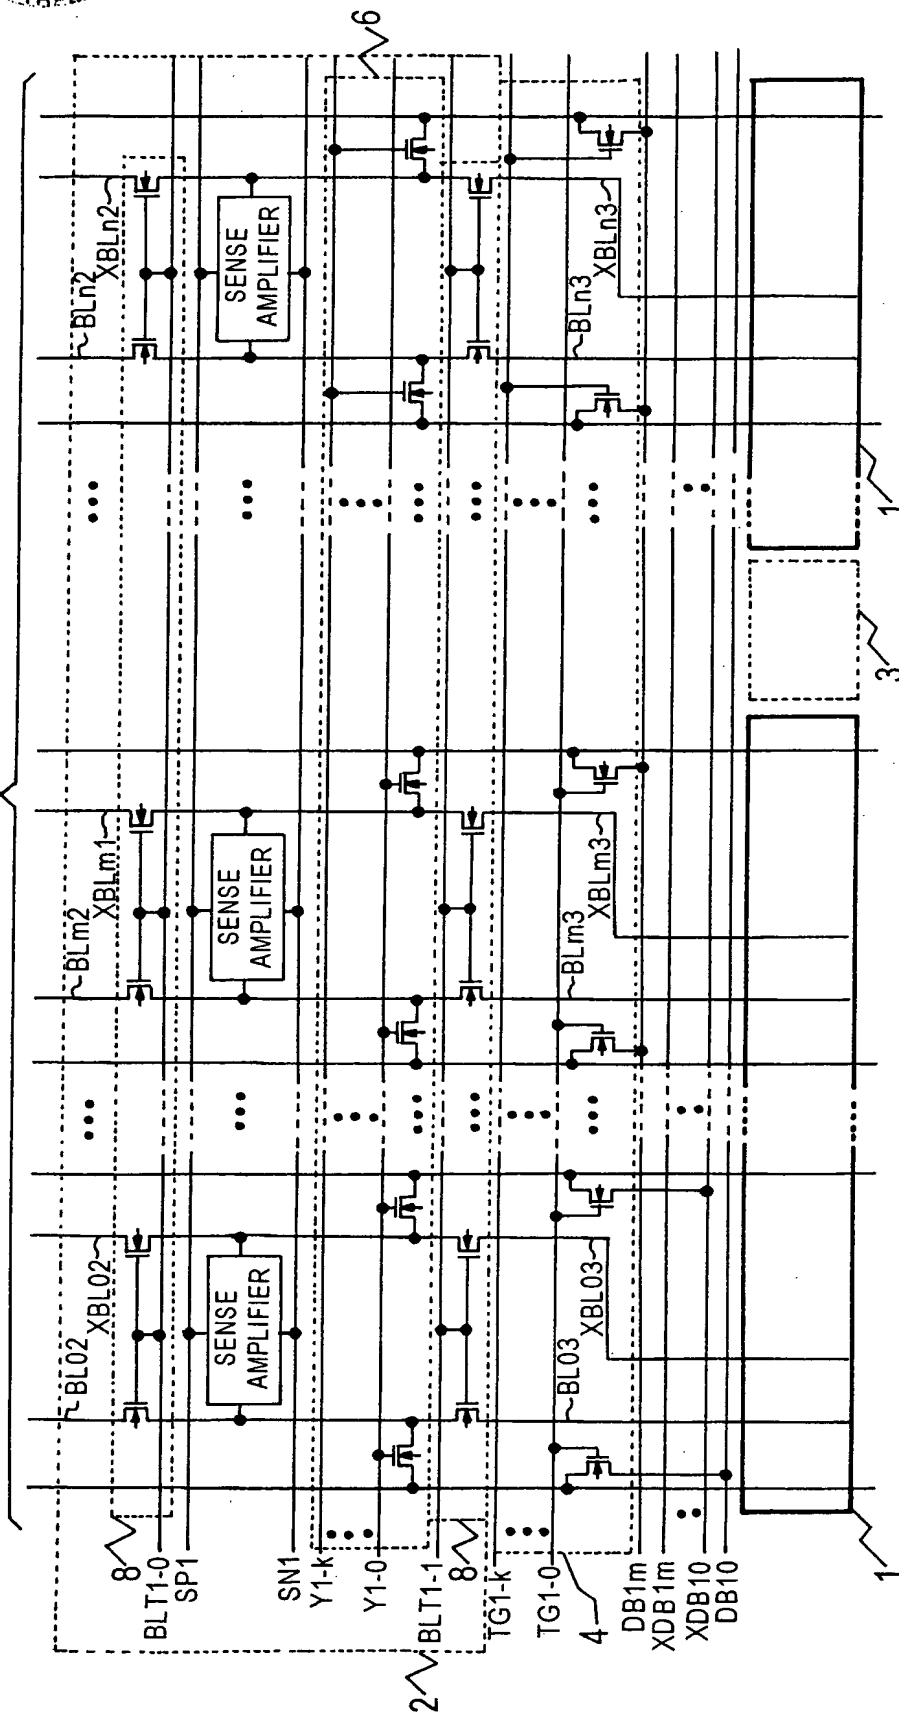 6
BL02
XBL02
BLm2
XBLm1
BLn2
XBLn2
8
BLT1-0
SP1
SENSE
AMPLIFIER
SENSE
AMPLIFIER
SENSE
AMPLIFIER
SN1
Y1-k
Y1-0
BLT1-1
8
2
TG1-k
TG1-0
4
BL03
XBL03
BLm3
XBLm3
BLn3
XBLn3
DB1m
XDB1m
XDB10
DB10
1
3
1